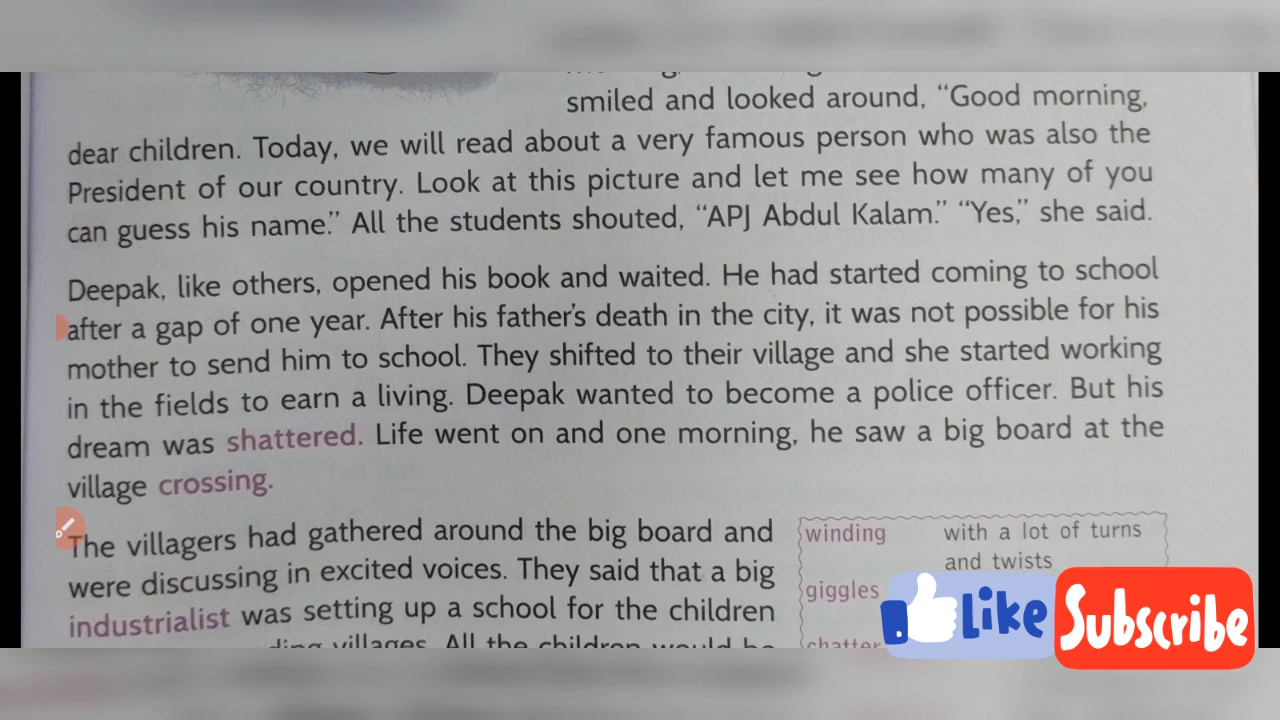 smiled and looked around, “Good morning,
dear children. Today, we will read about a very famous person who was also the
President of our country. Look at this picture and let me see how many of you
can guess his name.” All the students shouted, “APJ Abdul Kalam.” “Yes,” she said.
Deepak, like others, opened his book and waited. He had started coming to school
after a gap of one year. After his father’s death in the city, it was not possible for his
mother to send him to school. They shifted to their village and she started working
in the fields to earn a living. Deepak wanted to become a police officer. But his
dream was shattered. Life went on and one morning, he saw a big board at the
village crossing.
The villagers had gathered around the big board and
were discussing in excited voices. They said that a big
industrialist was setting up a school for the children
villages. All the children would be
winding with a lot of turns
and twists
giggles
chatter
Like
Subscribe